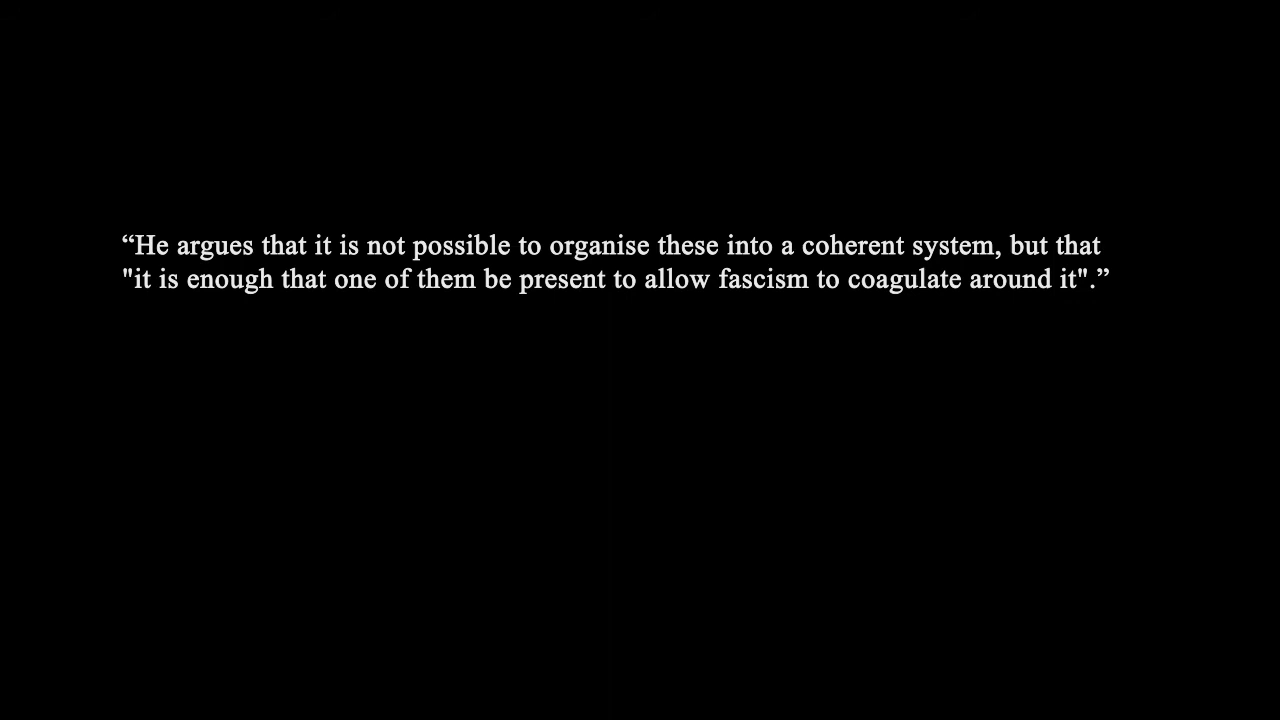 “He argues that it is not possible to organise these into a coherent system, but that
"it is enough that one of them be present to allow fascism to coagulate around it".”